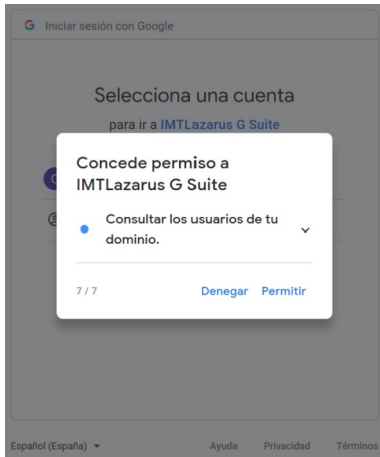 Iniciar sesión con Google
Selecciona una cuenta
para ir a IMTLazarus G Suite
Concede permiso a
IMTLazarus G Suite
Consultar los usuarios de tu
dominio.
7 / 7
Denegar Permitir
Español (España)
Ayuda Privacidad Términos